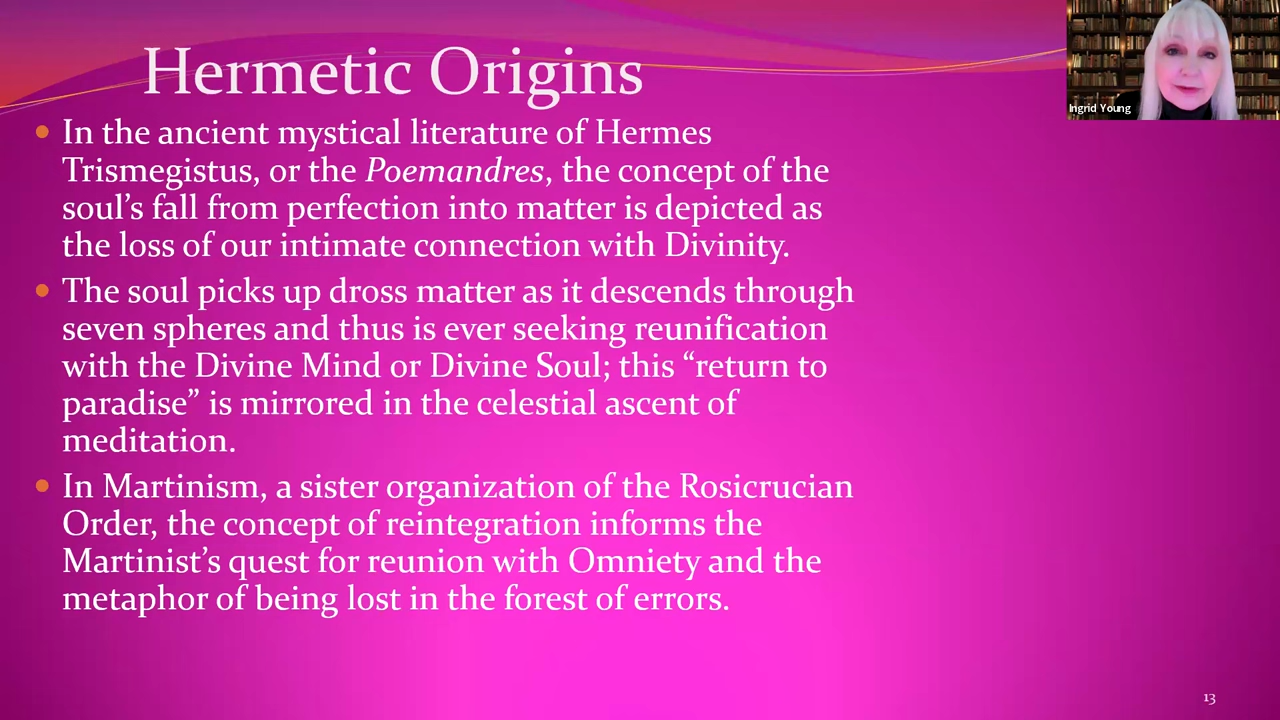 Hermetic Origins
Ingrid Young
• In the ancient mystical literature of Hermes
Trismegistus, or the Poemandres, the concept of the
soul’s fall from perfection into matter is depicted as
the loss of our intimate connection with Divinity.
• The soul picks up dross matter as it descends through
seven spheres and thus is ever seeking reunification
with the Divine Mind or Divine Soul; this “return to
paradise” is mirrored in the celestial ascent of
meditation.
• In Martinism, a sister organization of the Rosicrucian
Order, the concept of reintegration informs the
Martinist’s quest for reunion with Omniety and the
metaphor of being lost in the forest of errors.
13